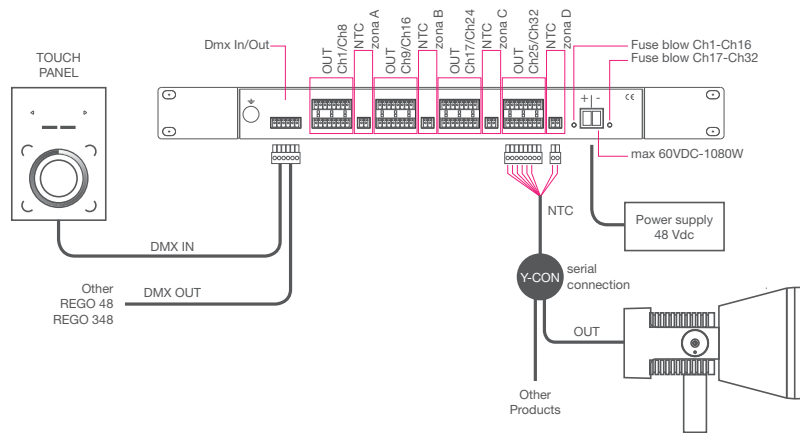 TOUCH
PANEL
Dmx In/Out
OUT
Ch1/Ch8
NTC
zona A
OUT
Ch9/Ch16
NTC
zona B
OUT
Ch17/Ch24
NTC
zona C
OUT
Ch25/Ch32
NTC
zona D
Fuse blow Ch1-Ch16
Fuse blow Ch17-Ch32
+ -
CE
max 60VDC-1080W
NTC
Power supply
48 Vdc
DMX IN
Other
REGO 48
REGO 348
DMX OUT
Y-CON
serial
connection
OUT
Other
Products